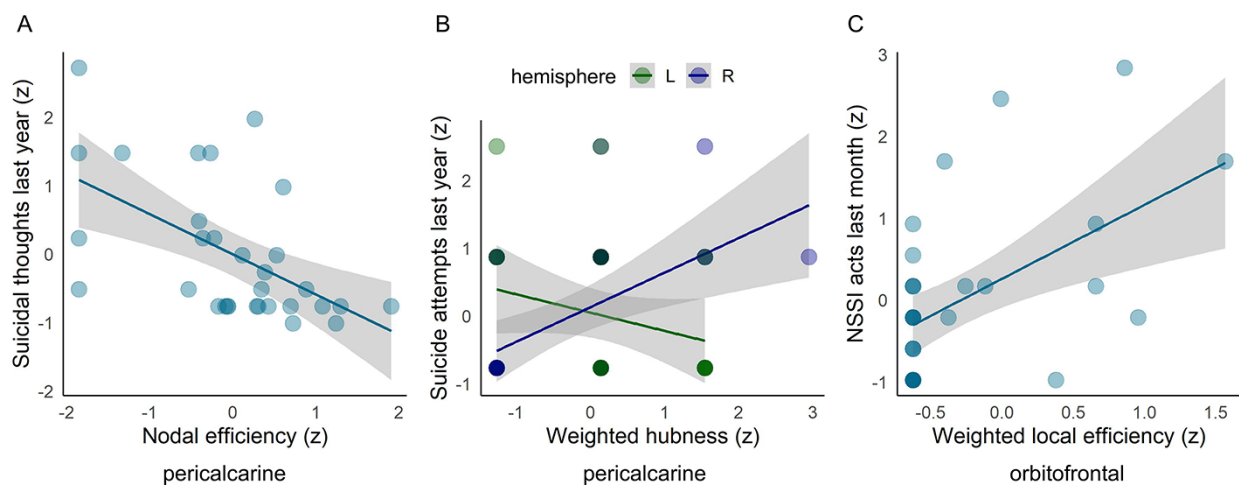 A
Suicidal thoughts last year (z)
2
1
0
-1
-2
-2
-1
0
1
2
Nodal efficiency (z)
pericalcarine
B
hemisphere L R
Suicide attempts last year (z)
2
1
0
-1
-1
0
1
2
3
Weighted hubness (z)
pericalcarine
C
NSSI acts last month (z)
3
2
1
0
-1
-0.5
0.0
0.5
1.0
1.5
Weighted local efficiency (z)
orbitofrontal